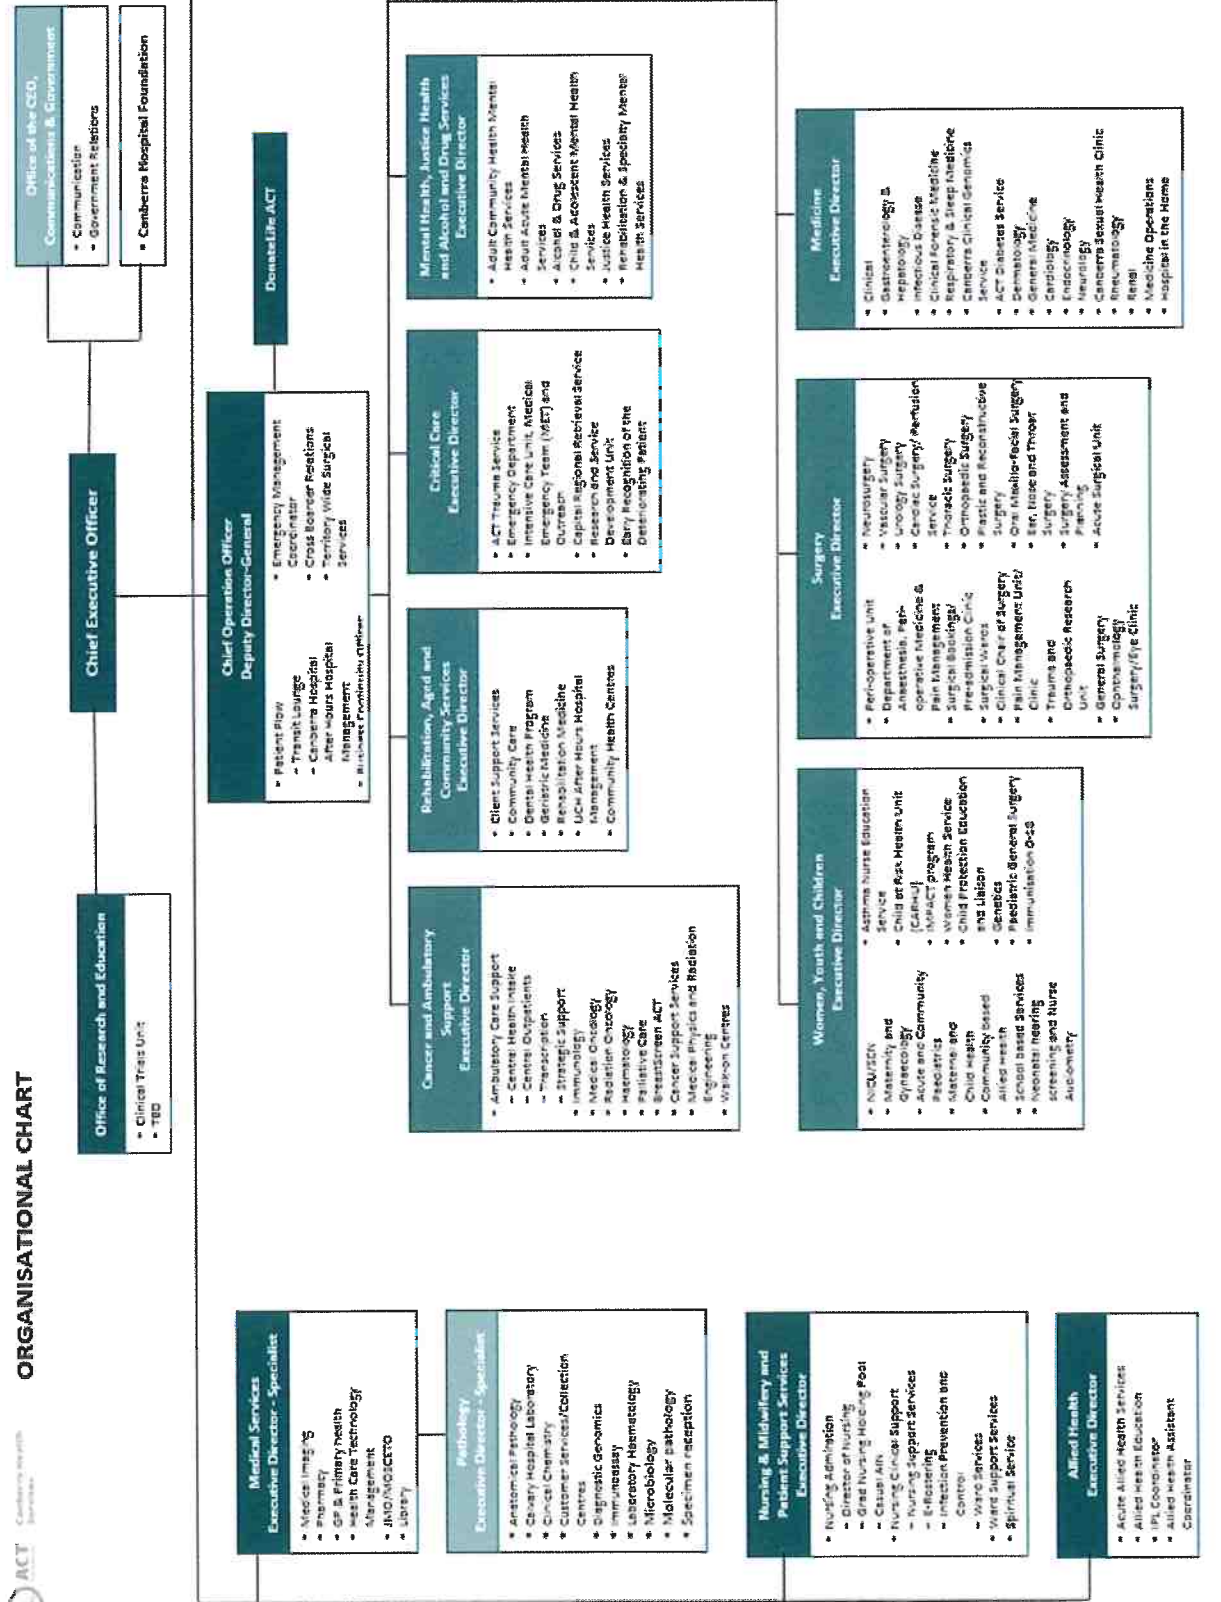 ACT
Canberra Health
Services
ORGANISATIONAL CHART
Office of the CEO,
Communications & Government
• Communication
• Government Relations
• Canberra Hospital Foundation
Chief Executive Officer
Office of Research and Education
• Clinical Trials Unit
• TBD
Chief Operation Officer
Deputy Director-General
• Patient Flow
– Transit Lounge
• Canberra Hospital
After Hours Hospital
Management
• Business Continuity Officer
• Emergency Management
Coordinator
• Cross Boarder Relations
• Territory Wide Surgical
Services
DonateLife ACT
Medical Services
Executive Director - Specialist
• Medical Imaging
• Pharmacy
• GP & Primary health
• Health Care Technology
Management
• JMO/MOSCETO
• Library
Pathology
Executive Director - Specialist
• Anatomical Pathology
• Calvary Hospital Laboratory
• Clinical Chemistry
• Customer Services/Collection
Centres
• Diagnostic Genomics
• Immunoassay
• Laboratory Haematology
• Microbiology
• Molecular pathology
• Specimen reception
Nursing & Midwifery and
Patient Support Services
Executive Director
• Nursing Admiration
– Director of Nursing
– Grad Nursing Holding Pool
– Casual AIN
• Nursing Clinical Support
– Nursing Support Services
– E-Rostering
• Infection Prevention and
Control
– Ward Services
• Ward Support Services
• Spiritual Service
Allied Health
Executive Director
• Acute Allied Health Services
• Allied Health Education
• IPL Coordinator
• Allied Health Assistant
Coordinator
Cancer and Ambulatory
Support
Executive Director
• Ambulatory Care Support
– Central Health Intake
– Central Outpatients
– Transcription
– Strategic Support
• Immunology
• Medical Oncology
• Radiation Oncology
• Haematology
• Palliative Care
• BreastScreen ACT
• Cancer Support Services
• Medical Physics and Radiation
Engineering
• Walk-in Centres
Rehabilitation, Aged and
Community Services
Executive Director
• Client Support Services
• Community Care
• Dental Health Program
• Geriatric Medicine
• Rehabilitation Medicine
• UCH After Hours Hospital
Management
• Community Health Centres
Critical Care
Executive Director
• ACT Trauma Service
• Emergency Department
• Intensive Care Unit, Medical
Emergency Team (MET) and
Outreach
• Capital Regional Retrieval Service
• Research and Service
Development Unit
• Early Recognition of the
Deteriorating Patient
Mental Health, Justice Health
and Alcohol and Drug Services
Executive Director
• Adult Community Health Mental
Health Services
• Adult Acute Mental Health
Services
• Alcohol & Drug Services
• Child & Adolescent Mental Health
Services
• Justice Health Services
• Rehabilitation & Specialty Mental
Health Services
Women, Youth and Children
Executive Director
• NICU/SCN
• Maternity and
Gynaecology
• Acute and Community
Paediatrics
• Maternal and
Child Health
• Community based
Allied Health
• School based Services
• Neonatal hearing
screening and Nurse
Audiometry
• Asthma Nurse Education
Service
• Child at Risk Health Unit
(CARHU)
• IMPACT program
• Women Health Service
• Child Protection Education
and Liaison
• Genetics
• Paediatric General Surgery
• Immunisation 0-18
Surgery
Executive Director
• Peri-operative Unit
• Department of
Anaesthesia, Peri-
operative Medicine &
Pain Management
• Surgical Bookings/
Pre-admission Clinic
• Surgical Wards
• Clinical Chair of Surgery
• Pain Management Unit/
Clinic
• Trauma and
Orthopaedic Research
Unit
• General Surgery
• Opnthalmology
Surgery/Eye Clinic
• Neurosurgery
• Vascular Surgery
• Urology Surgery
• Cardiac Surgery/ Perfusion
Service
• Thoracic Surgery
• Orthopaedic Surgery
• Plastic and Reconstructive
Surgery
• Oral Maxillo-Facial Surgery
• Ear, Nose and Throat
Surgery
• Surgery Assessment and
Planning
• Acute Surgical Unit
Medicine
Executive Director
• Clinical
• Gastroenterology &
Hepatology
• Infectious Disease
• Clinical Forensic Medicine
• Respiratory & Sleep Medicine
• Canberra Clinical Genomics
Service
• ACT Diabetes Service
• Dermatology
• General Medicine
• Cardiology
• Endocrinology
• Neurology
• Canberra Sexual Health Clinic
• Rheumatology
• Renal
• Medicine Operations
• Hospital in the Home